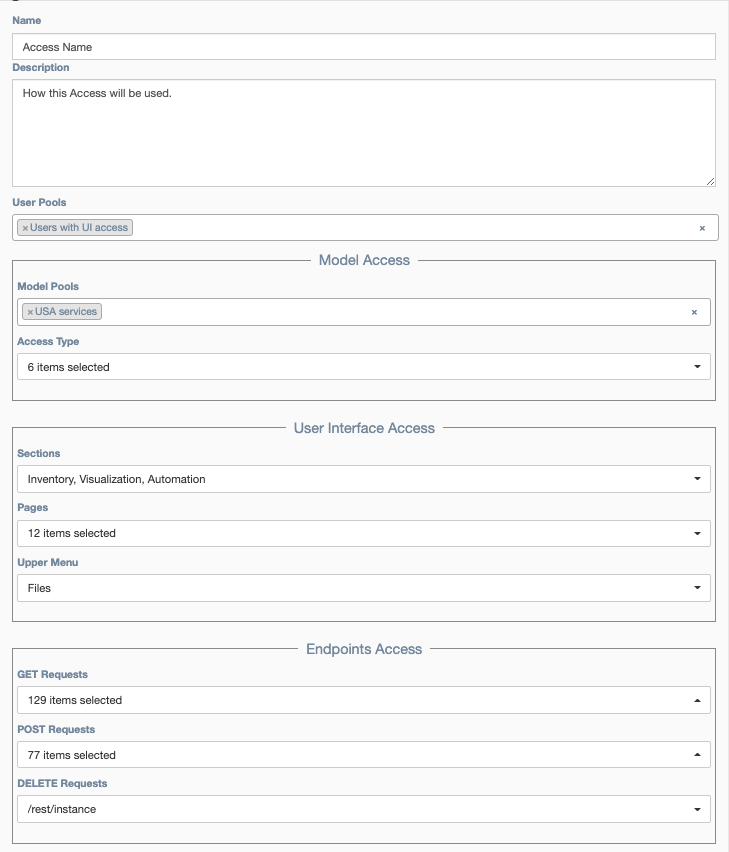 Name
Access Name
Description
How this Access will be used.
User Pools
×Users with UI access ×
Model Access
Model Pools
×USA services ×
Access Type
6 items selected
User Interface Access
Sections
Inventory, Visualization, Automation
Pages
12 items selected
Upper Menu
Files
Endpoints Access
GET Requests
129 items selected
POST Requests
77 items selected
DELETE Requests
/rest/instance